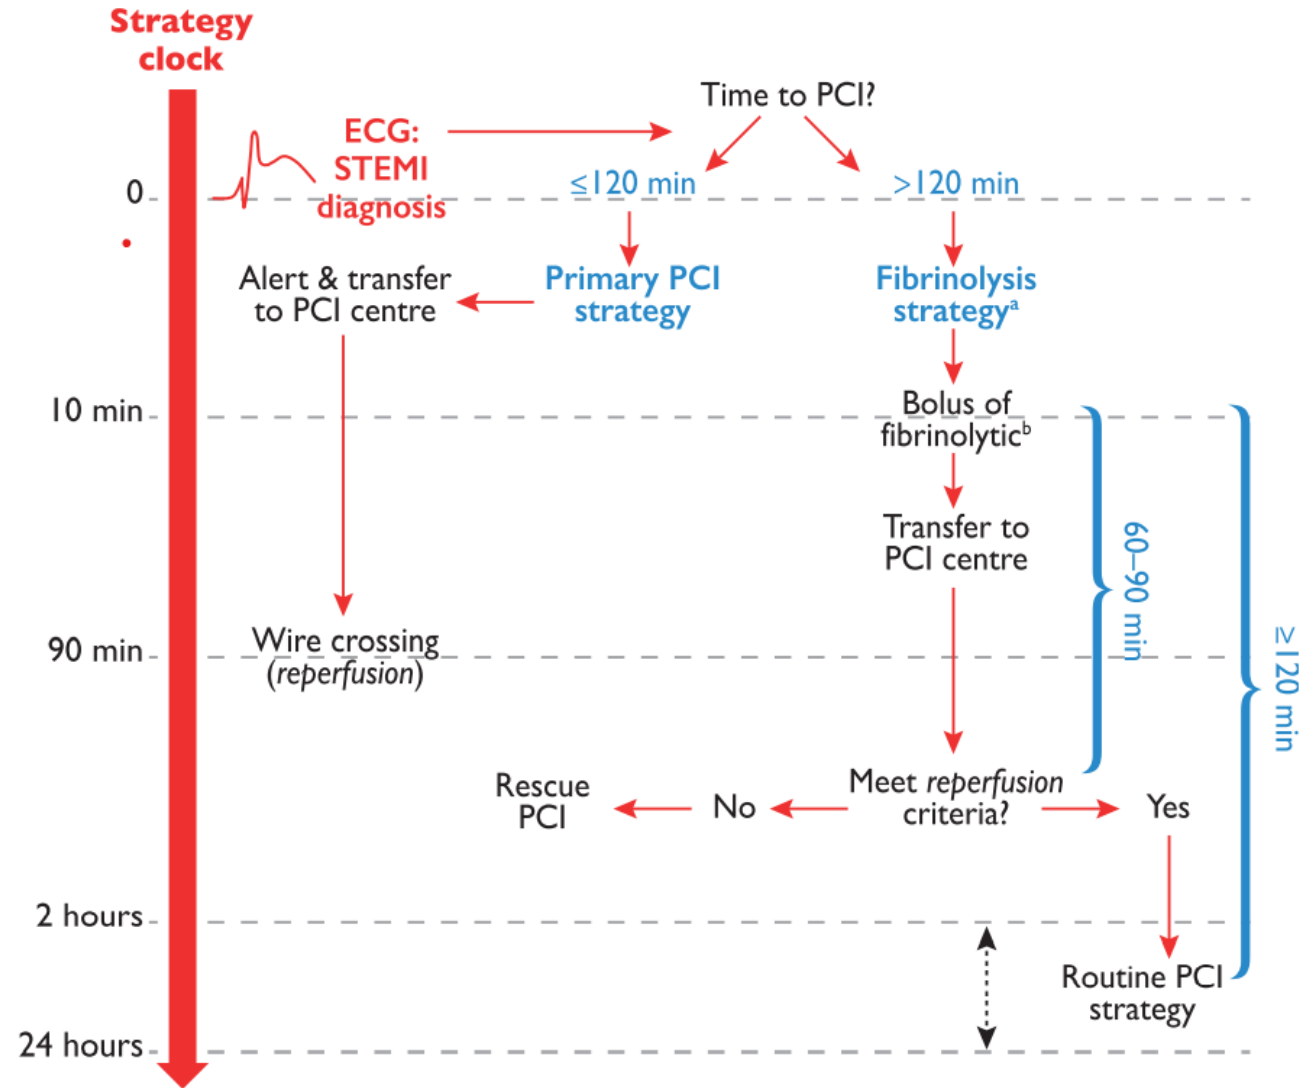 Strategy
clock
Time to PCI?
ECG:
STEMI
diagnosis
≤120 min
>120 min
0
Alert & transfer
to PCI centre
Primary PCI
strategy
Fibrinolysis
strategyᵃ
10 min
Bolus of
fibrinolyticᵇ
Transfer to
PCI centre
60–90 min
≥120 min
90 min
Wire crossing
(reperfusion)
Rescue
PCI
No
Meet reperfusion
criteria?
Yes
2 hours
Routine PCI
strategy
24 hours